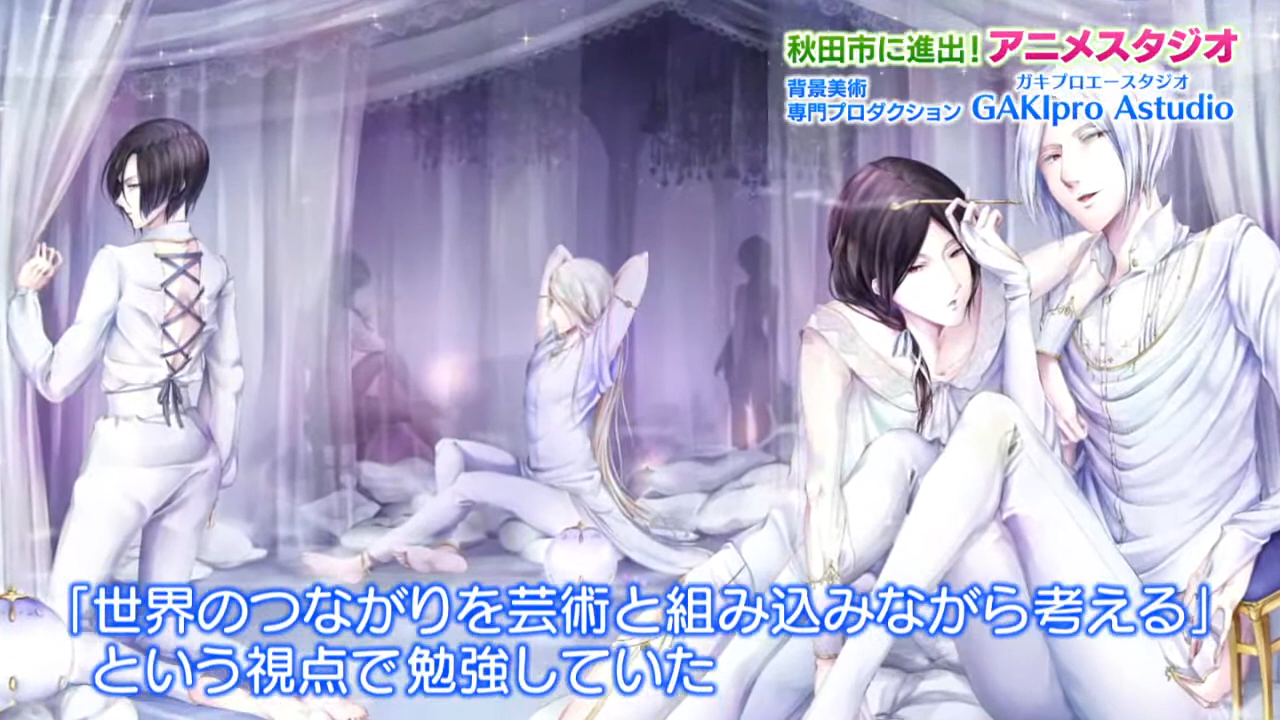 秋田市に進出！アニメスタジオ
背景美術
専門プロダクション
ガキプロエースタジオ
GAKIpro Astudio
「世界のつながりを芸術と組み込みながら考える」
という視点で勉強していた